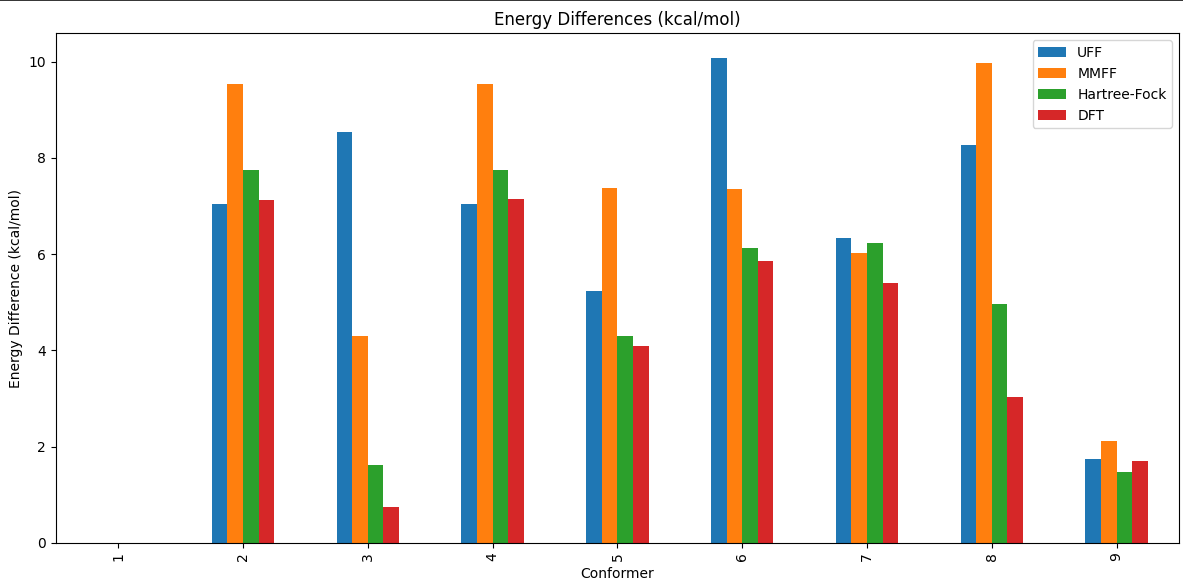 Energy Differences (kcal/mol)
UFF
MMFF
Hartree-Fock
DFT
Energy Difference (kcal/mol)
10
8
6
4
2
0
1 2 3 4 5 6 7 8 9
Conformer